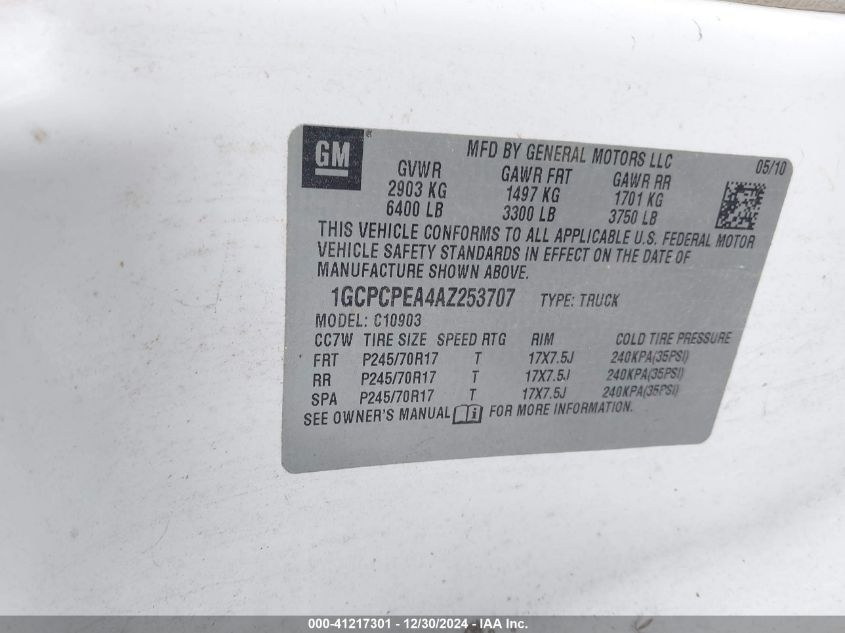 GM
MFD BY GENERAL MOTORS LLC 05/10
GVWR GAWR FRT GAWR RR
2903 KG 1497 KG 1701 KG
6400 LB 3300 LB 3750 LB
THIS VEHICLE CONFORMS TO ALL APPLICABLE U.S. FEDERAL MOTOR
VEHICLE SAFETY STANDARDS IN EFFECT ON THE DATE OF
MANUFACTURE SHOWN ABOVE.
1GCPCPEA4AZ253707 TYPE: TRUCK
MODEL: C10903
CC7W TIRE SIZE SPEED RTG RIM COLD TIRE PRESSURE
FRT P245/70R17 T 17X7.5J 240KPA(35PSI)
RR P245/70R17 T 17X7.5J 240KPA(35PSI)
SPA P245/70R17 T 17X7.5J 240KPA(35PSI)
SEE OWNER'S MANUAL FOR MORE INFORMATION.
000-41217301 - 12/30/2024 - IAA Inc.